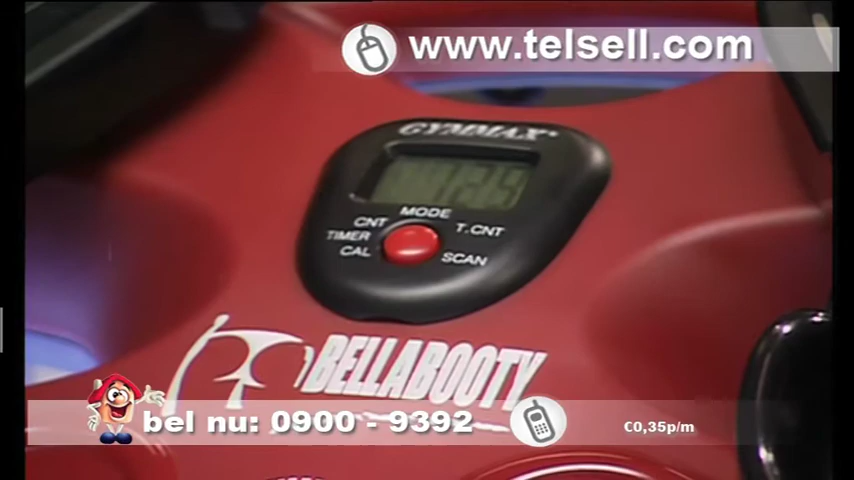 www.telsell.com
GYMMAX
MODE
CNT
T.CNT
TIMER
CAL
SCAN
BELLABOOTY
bel nu: 0900 - 9392
€0,35p/m